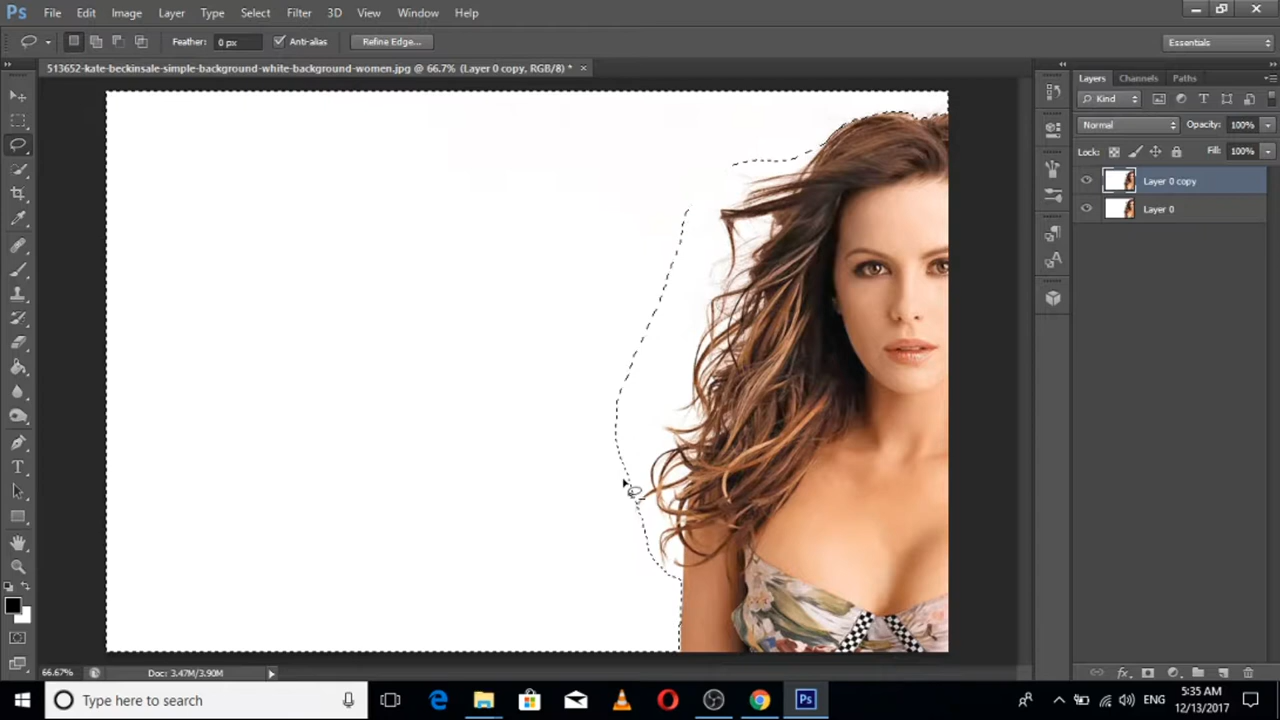 Ps File Edit Image Layer Type Select Filter 3D View Window Help
Feather: 0 px Anti-alias Refine Edge... Essentials
513652-kate-beckinsale-simple-background-white-background-women.jpg @ 66.7% (Layer 0 copy, RGB/8) *
Layers Channels Paths
Kind
Normal Opacity: 100%
Lock: Fill: 100%
Layer 0 copy
Layer 0
66.67% Doc: 3.47M/3.90M
Type here to search
Ps
ENG
5:35 AM
12/13/2017